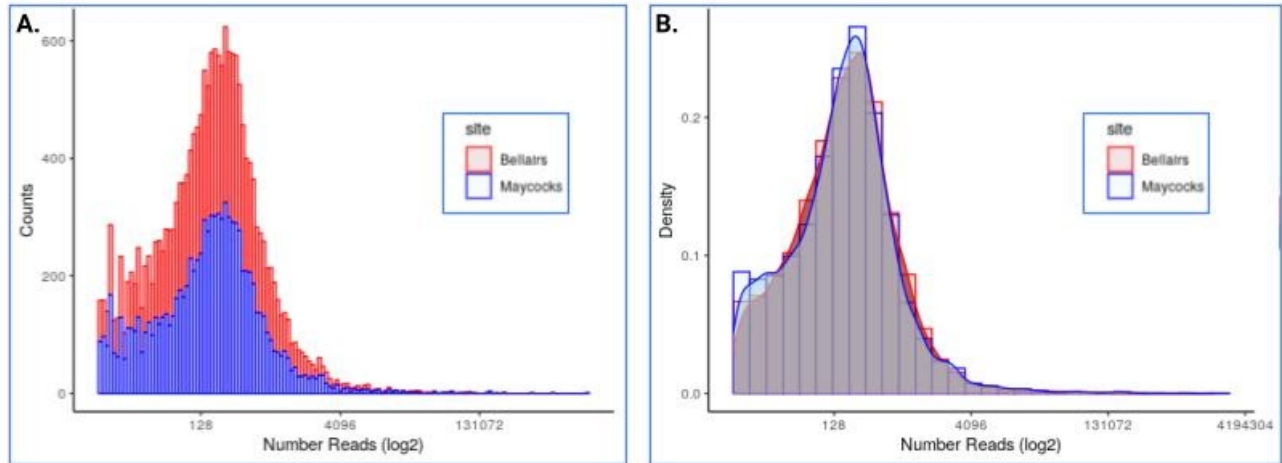 A.
600
400
200
0
Counts
128
4096
131072
Number Reads (log2)
site
Bellairs
Maycocks
B.
0.2
0.1
0.0
Density
128
4096
131072
4194304
Number Reads (log2)
site
Bellairs
Maycocks